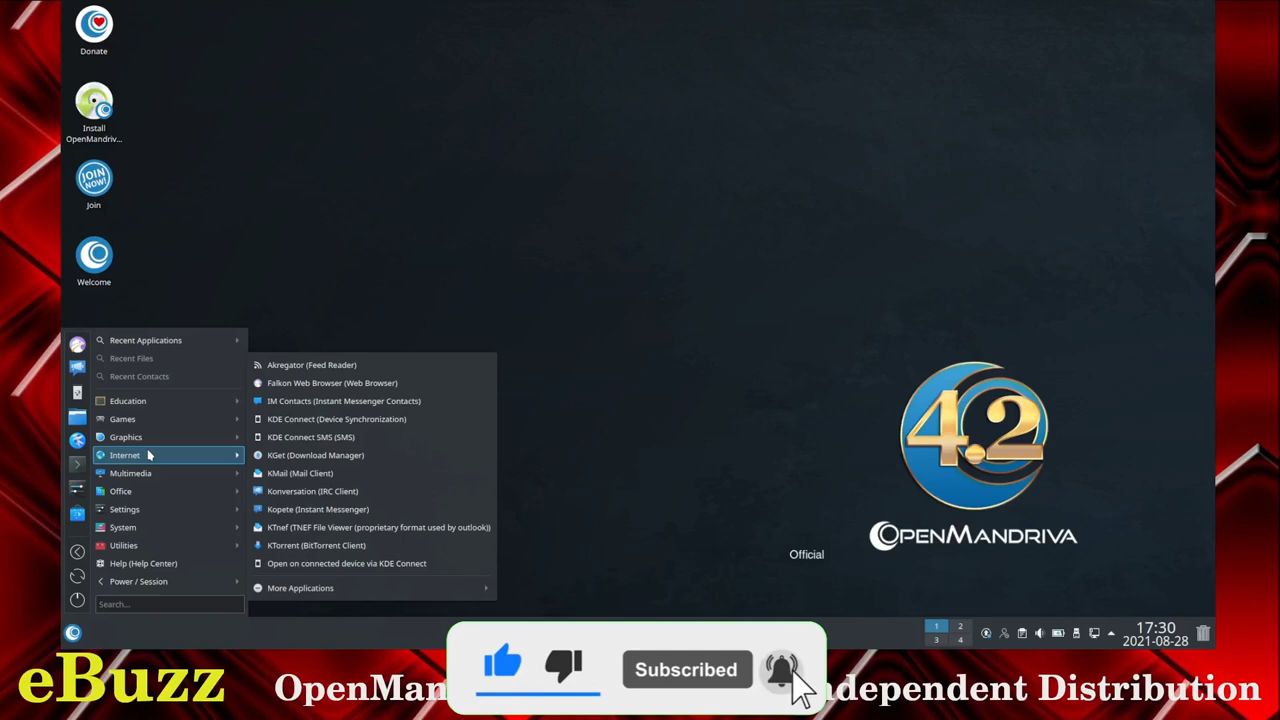 Donate
Install
OpenMandriv...
JOIN
NOW!
Join
Welcome
Recent Applications
Recent Files
Recent Contacts
Education
Games
Graphics
Internet
Multimedia
Office
Settings
System
Utilities
Help (Help Center)
Power / Session
Search...
Akregator (Feed Reader)
Falkon Web Browser (Web Browser)
IM Contacts (Instant Messenger Contacts)
KDE Connect (Device Synchronization)
KDE Connect SMS (SMS)
KGet (Download Manager)
KMail (Mail Client)
Konversation (IRC Client)
Kopete (Instant Messenger)
KTnef (TNEF File Viewer (proprietary format used by outlook))
KTorrent (BitTorrent Client)
Open on connected device via KDE Connect
More Applications
4.2
OPENMANDRIVA
Official
1 2
3 4
17:30
2021-08-28
Subscribed
eBuzz
OpenMan ndependent Distribution